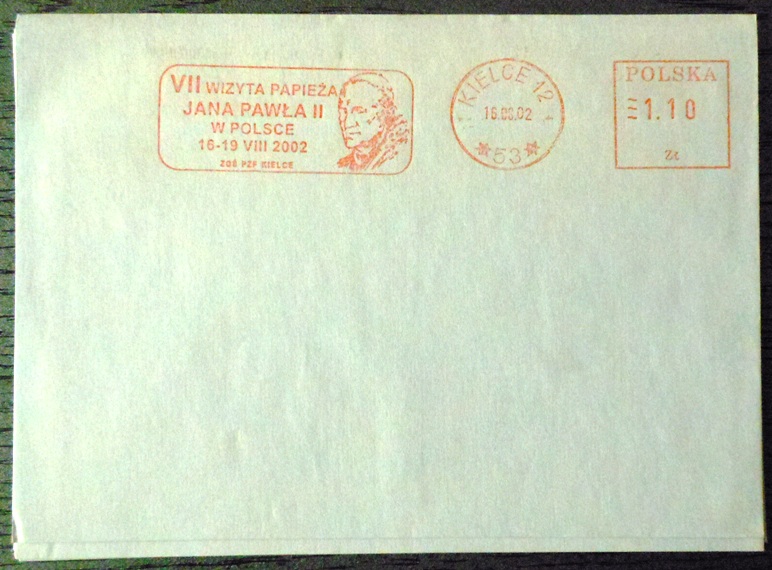 VII WIZYTA PAPIEŻA
JANA PAWŁA II
W POLSCE
16-19 VIII 2002
ZOŚ PZF KIELCE
KIELCE 12
16.08.02
*53*
POLSKA
1.10
Zł